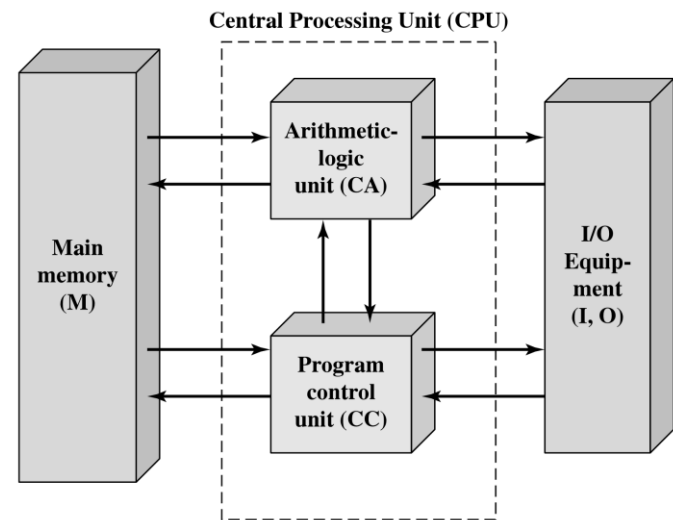 Central Processing Unit (CPU)
Arithmetic-
logic
unit (CA)
Main
memory
(M)
I/O
Equip-
ment
(I, O)
Program
control
unit (CC)